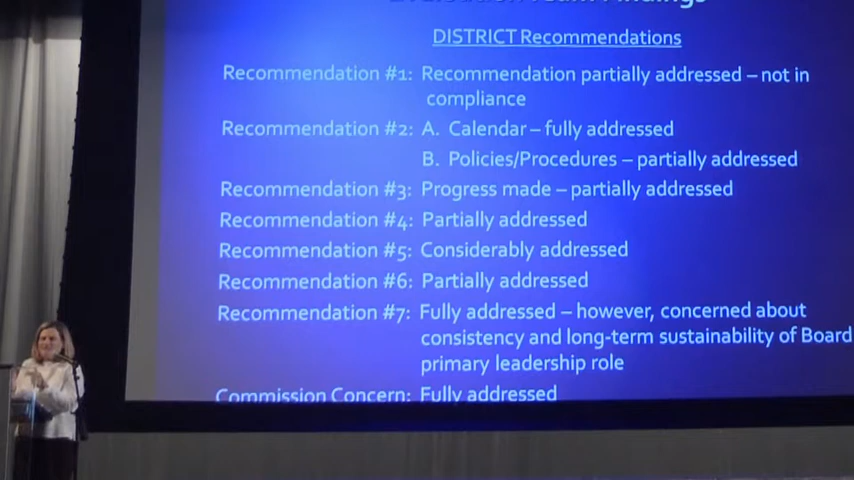 Findings
DISTRICT Recommendations
Recommendation #1: Recommendation partially addressed – not in
compliance
Recommendation #2: A. Calendar – fully addressed
B. Policies/Procedures – partially addressed
Recommendation #3: Progress made – partially addressed
Recommendation #4: Partially addressed
Recommendation #5: Considerably addressed
Recommendation #6: Partially addressed
Recommendation #7: Fully addressed – however, concerned about
consistency and long-term sustainability of Board
primary leadership role
Commission Concern: Fully addressed